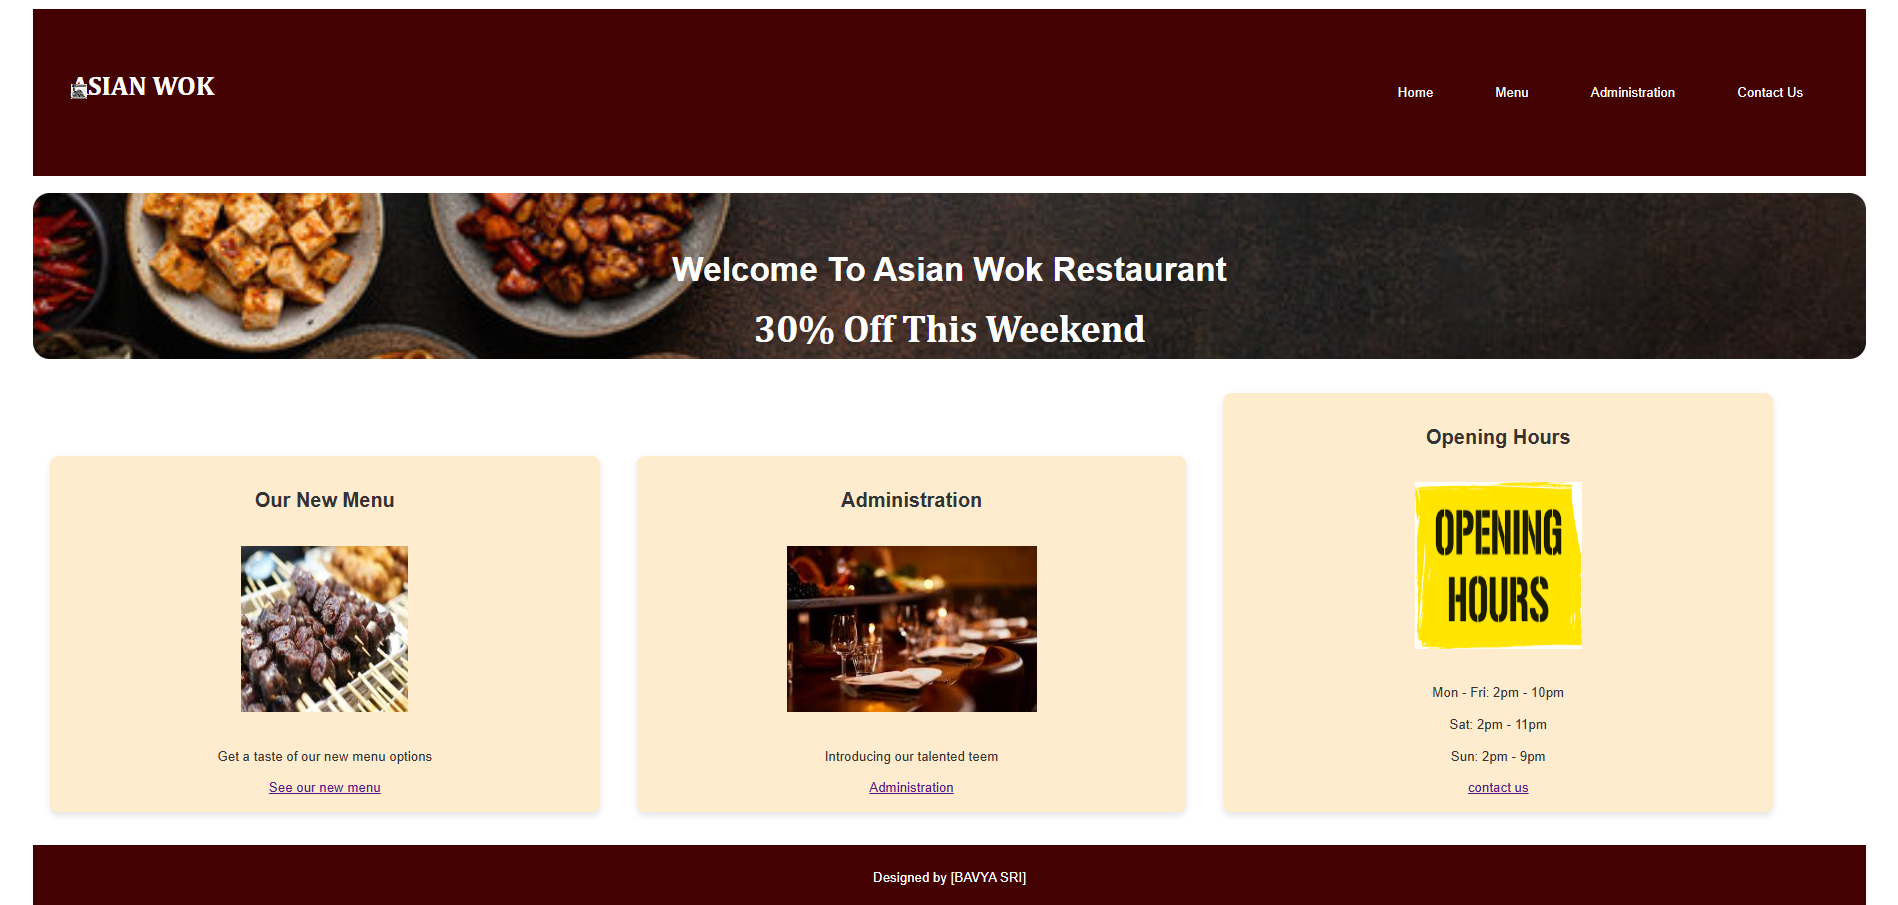 ASIAN WOK
Home
Menu
Administration
Contact Us
Welcome To Asian Wok Restaurant
30% Off This Weekend
Our New Menu
Get a taste of our new menu options
See our new menu
Administration
Introducing our talented teem
Administration
Opening Hours
OPENING
HOURS
Mon - Fri: 2pm - 10pm
Sat: 2pm - 11pm
Sun: 2pm - 9pm
contact us
Designed by [BAVYA SRI]